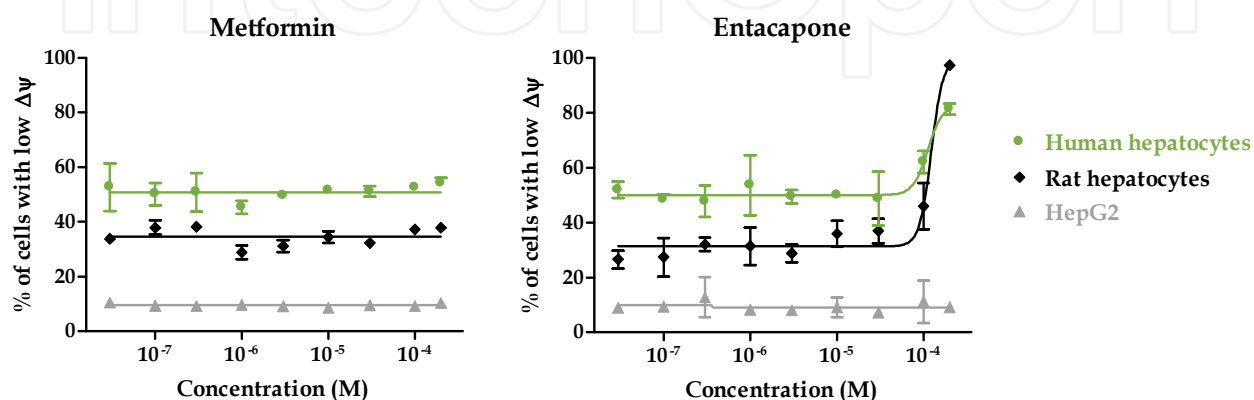 Metformin
% of cells with low Δψ
100
80
60
40
20
0
10-7
10-6
10-5
10-4
Concentration (M)
Entacapone
% of cells with low Δψ
100
80
60
40
20
0
10-7
10-6
10-5
10-4
Concentration (M)
Human hepatocytes
Rat hepatocytes
HepG2